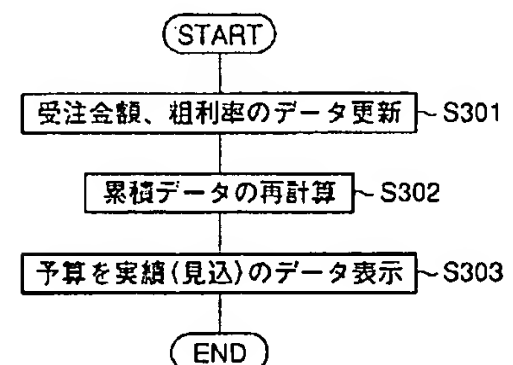 START
受注金額、粗利率のデータ更新 ~S301
累積データの再計算 ~S302
予算を実績(見込)のデータ表示 ~S303
END